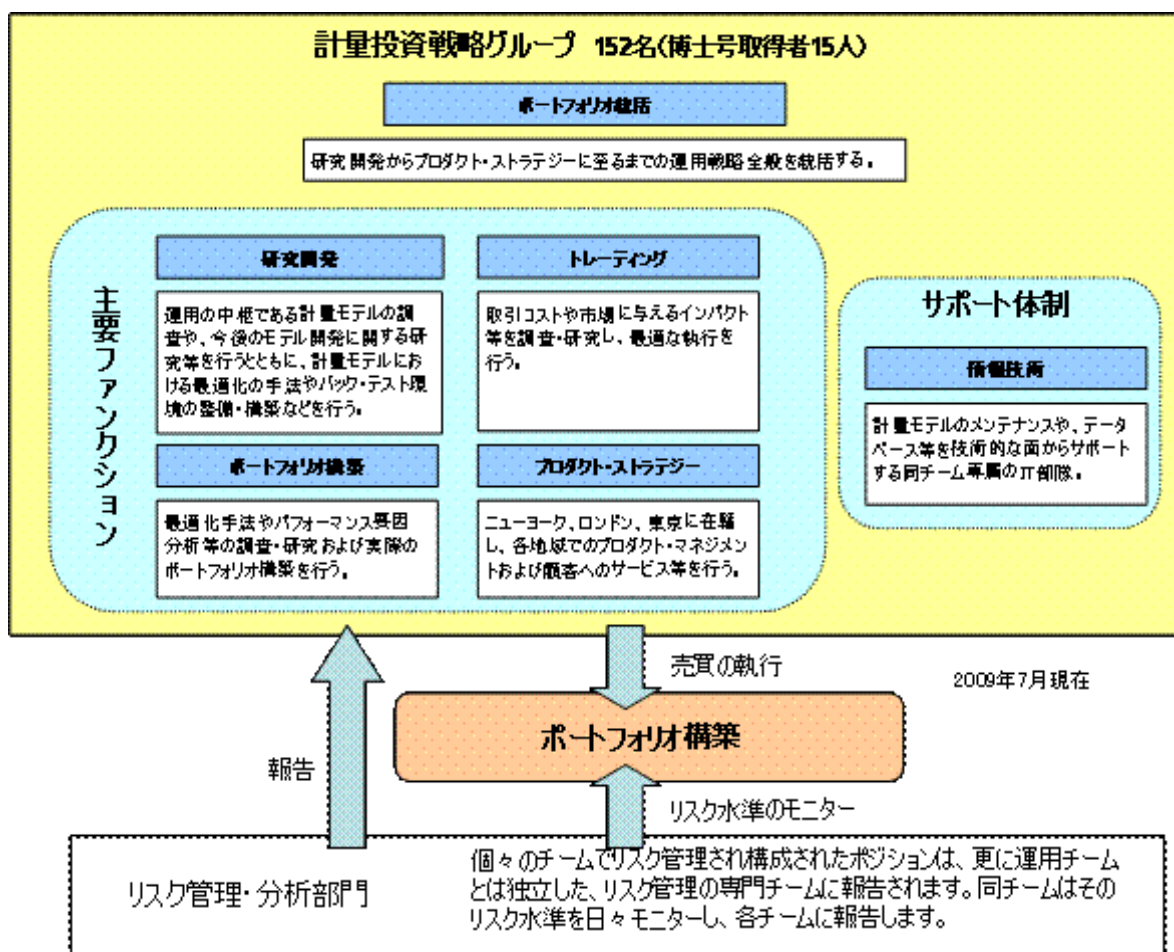 計量投資戦略グループ 152名(博士号取得者15人)
ポートフォリオ統括
研究開発からプロダクト・ストラテジーに至るまでの運用戦略全般を統括する。
主要ファンクション
研究開発
運用の中枢である計量モデルの調
査や、今後のモデル開発に関する研
究等を行うとともに、計量モデルにお
ける最適化の手法やバック・テスト環
境の整備・構築などを行う。
トレーディング
取引コストや市場に与えるインパクト
等を調査・研究し、最適な執行を
行う。
ポートフォリオ構築
最適化手法やパフォーマンス要因
分析等の調査・研究および実際の
ポートフォリオ構築を行う。
プロダクト・ストラテジー
ニューヨーク、ロンドン、東京に在籍
し、各地域でのプロダクト・マネジメン
トおよび顧客へのサービス等を行う。
サポート体制
情報技術
計量モデルのメンテナンスや、データ
ベース等を技術的な面からサポート
する同チーム専属のIT部隊。
売買の執行
2009年7月現在
ポートフォリオ構築
報告
リスク水準のモニター
リスク管理・分析部門
個々のチームでリスク管理され構成されたポジションは、更に運用チーム
とは独立した、リスク管理の専門チームに報告されます。同チームはその
リスク水準を日々モニターし、各チームに報告します。